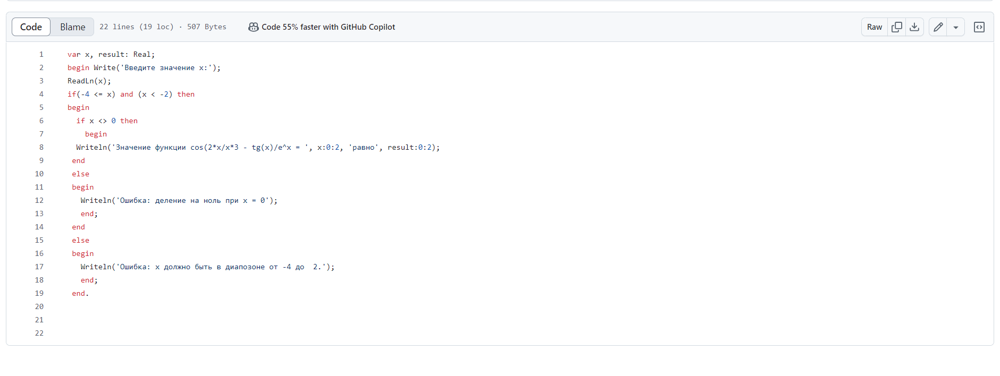 Code Blame 22 lines (19 loc) · 507 Bytes Code 55% faster with GitHub Copilot Raw
1 var x, result: Real;
2 begin Write('Введите значение x:');
3 ReadLn(x);
4 if(-4 <= x) and (x < -2) then
5 begin
6 if x <> 0 then
7 begin
8 Writeln('Значение функции cos(2*x/x*3 - tg(x)/e^x = ', x:0:2, 'равно', result:0:2);
9 end
10 else
11 begin
12 Writeln('Ошибка: деление на ноль при x = 0');
13 end;
14 end
15 else
16 begin
17 Writeln('Ошибка: x должно быть в диапозоне от -4 до  2.');
18 end;
19 end.
20
21
22